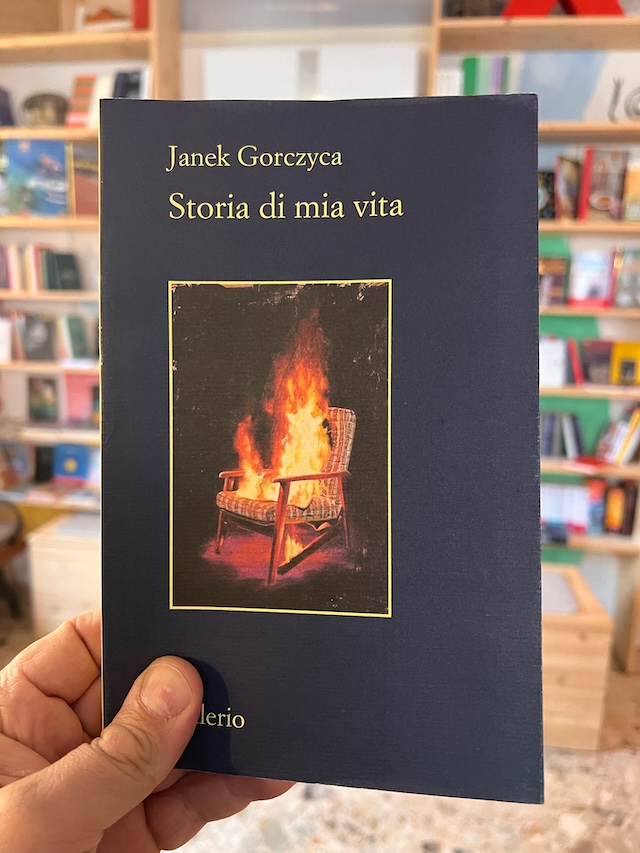 Janek Gorczyca
Storia di mia vita
lerio